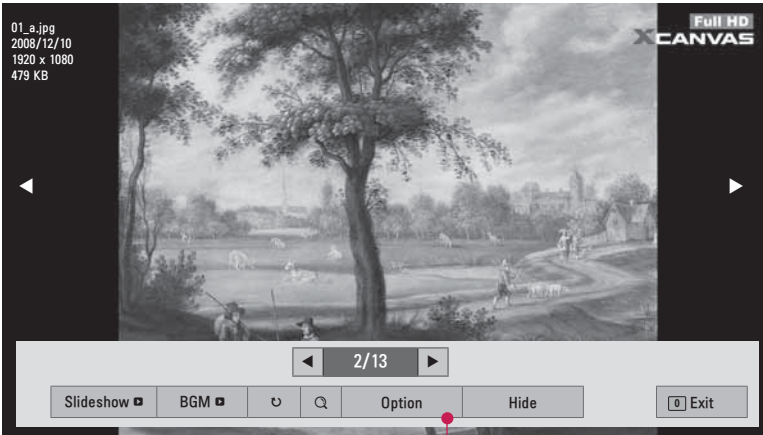 01_a.jpg
2008/12/10
1920 x 1080
479 KB
Full HD
XCANVAS
2/13
Slideshow
BGM
Option
Hide
0 Exit